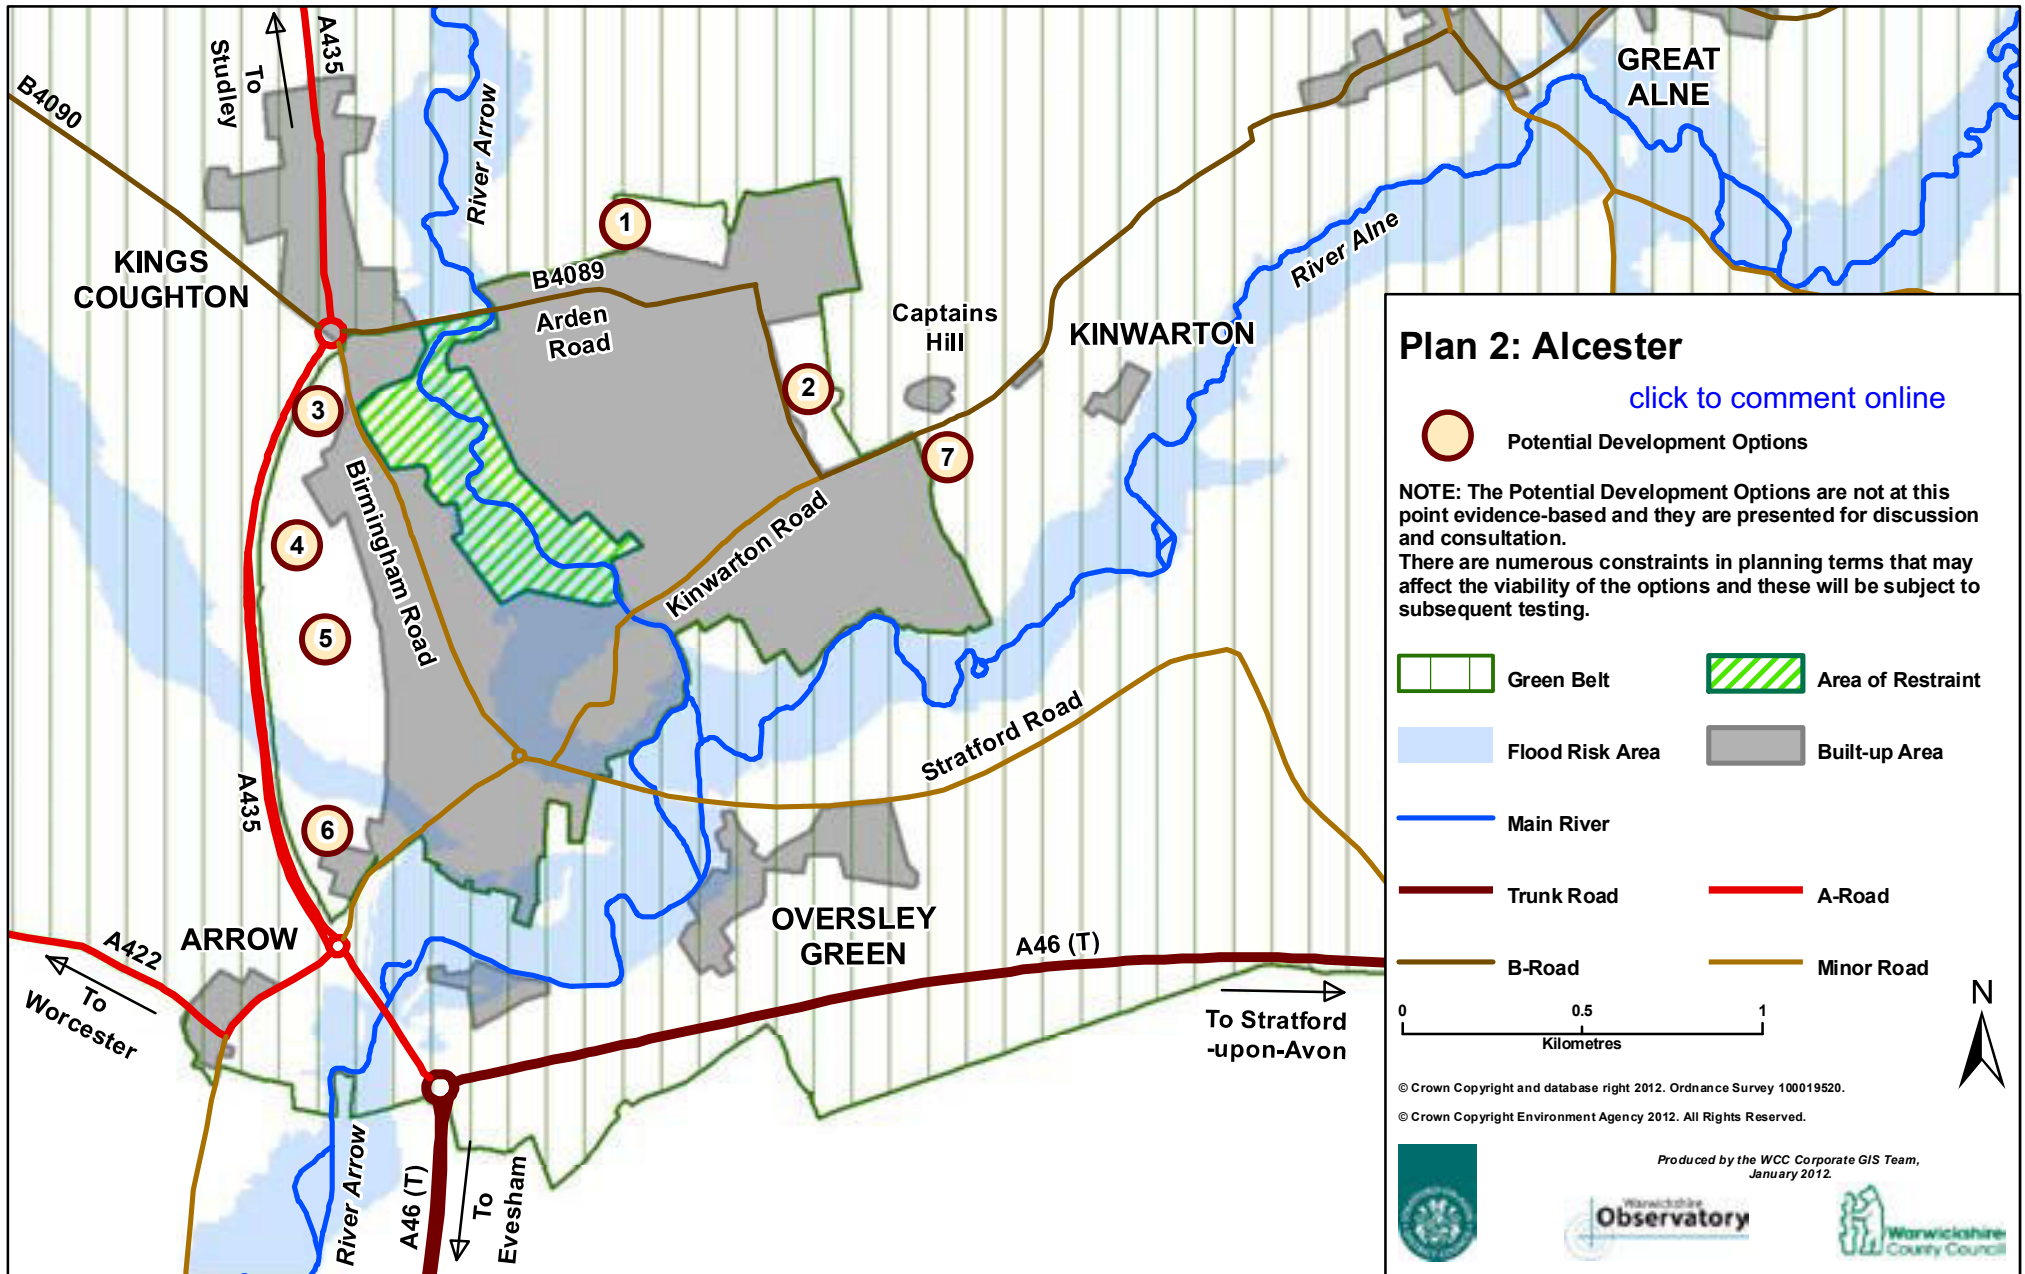 A435
To
Studley
B4090
River Arrow
GREAT
ALNE
KINGS
COUGHTON
1
B4089
Arden
Road
River Alne
Captains
Hill
KINWARTON
2
3
7
Birmingham Road
Kinwarton Road
4
5
Stratford Road
A435
6
OVERSLEY
GREEN
ARROW
A422
To
Worcester
A46 (T)
To Stratford
-upon-Avon
River Arrow
A46 (T)
To
Evesham
Plan 2: Alcester
click to comment online
Potential Development Options
NOTE: The Potential Development Options are not at this
point evidence-based and they are presented for discussion
and consultation.
There are numerous constraints in planning terms that may
affect the viability of the options and these will be subject to
subsequent testing.
Green Belt
Area of Restraint
Flood Risk Area
Built-up Area
Main River
Trunk Road
A-Road
B-Road
Minor Road
0 0.5 1
Kilometres
N
© Crown Copyright and database right 2012. Ordnance Survey 100019520.
© Crown Copyright Environment Agency 2012. All Rights Reserved.
Produced by the WCC Corporate GIS Team,
January 2012.
Warwickshire
Observatory
Warwickshire
County Council